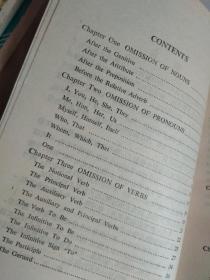 CONTENTS
Chapter One OMISSION OF NOUNS
After the Genitive
After the Attribute
After the Preposition
Before the Relative Adverb
Chapter Two OMISSION OF PRONOUNS
I, You, He, She, They
Me, Him, Her, Us
Myself, Himself, Itself
Who, That
Whom, Which, That
It
One
Chapter Three OMISSION OF VERBS
The Notional Verb
The Principal Verb
The Auxiliary Verb
The Auxiliary and Principal Verbs
The Verb To Be
The Infinitive To Be
The Infinitive To Do
The Infinitive Sign "To"
The Participle
The Gerund